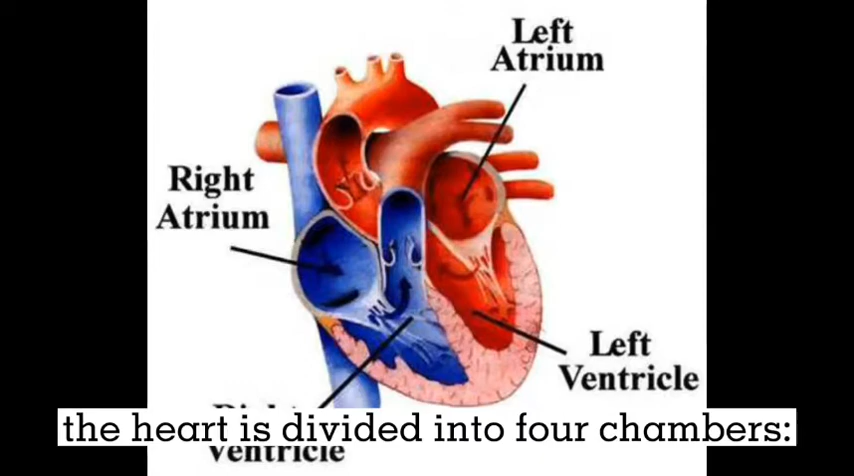 Left
Atrium
Right
Atrium
Left
Ventricle
the heart is divided into four chambers:
Ventricle